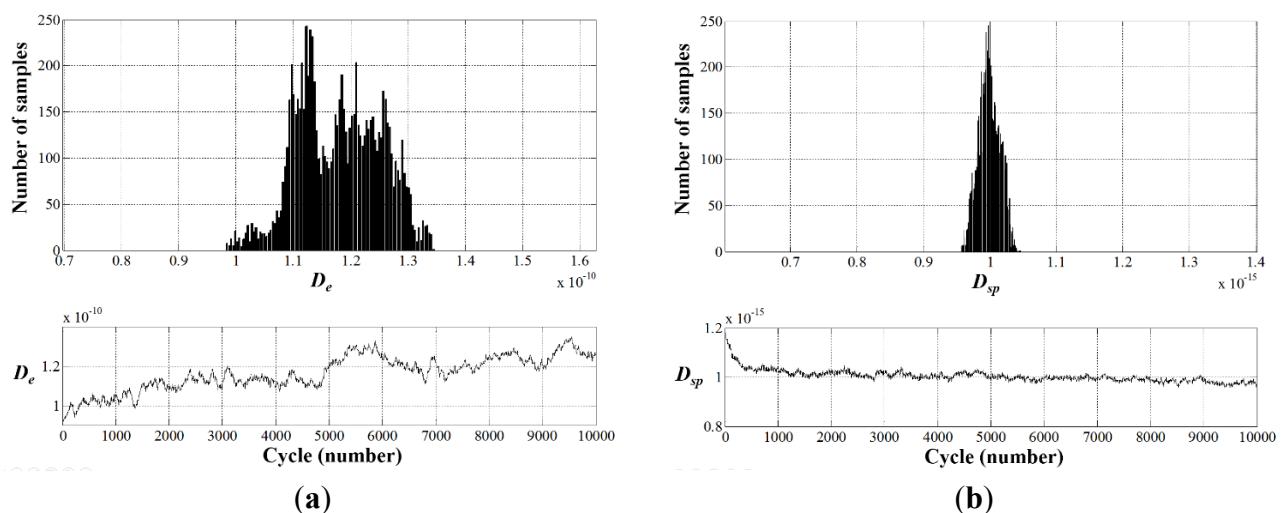 250
200
150
100
50
0
Number of samples
0.7 0.8 0.9 1 1.1 1.2 1.3 1.4 1.5 1.6
x 10⁻¹⁰
Dₑ
x 10⁻¹⁰
1.2
1
Dₑ
0 1000 2000 3000 4000 5000 6000 7000 8000 9000 10000
Cycle (number)
(a)
250
200
150
100
50
0
Number of samples
0.7 0.8 0.9 1 1.1 1.2 1.3 1.4
x 10⁻¹⁵
Dₛₚ
x 10⁻¹⁵
1.2
1
0.8
Dₛₚ
0 1000 2000 3000 4000 5000 6000 7000 8000 9000 10000
Cycle (number)
(b)